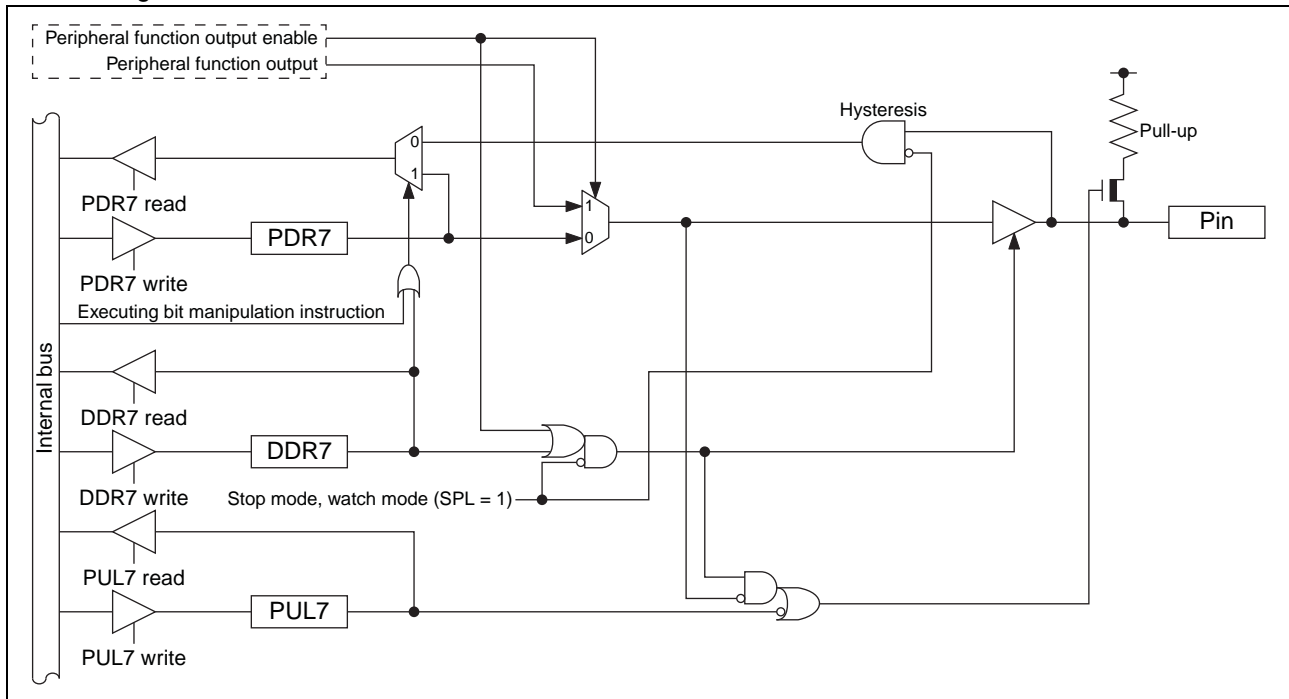 Peripheral function output enable
Peripheral function output
Hysteresis
Pull-up
0
1
PDR7 read
1
PDR7
0
Pin
PDR7 write
Executing bit manipulation instruction
Internal bus
DDR7 read
DDR7
DDR7 write
Stop mode, watch mode (SPL = 1)
PUL7 read
PUL7
PUL7 write